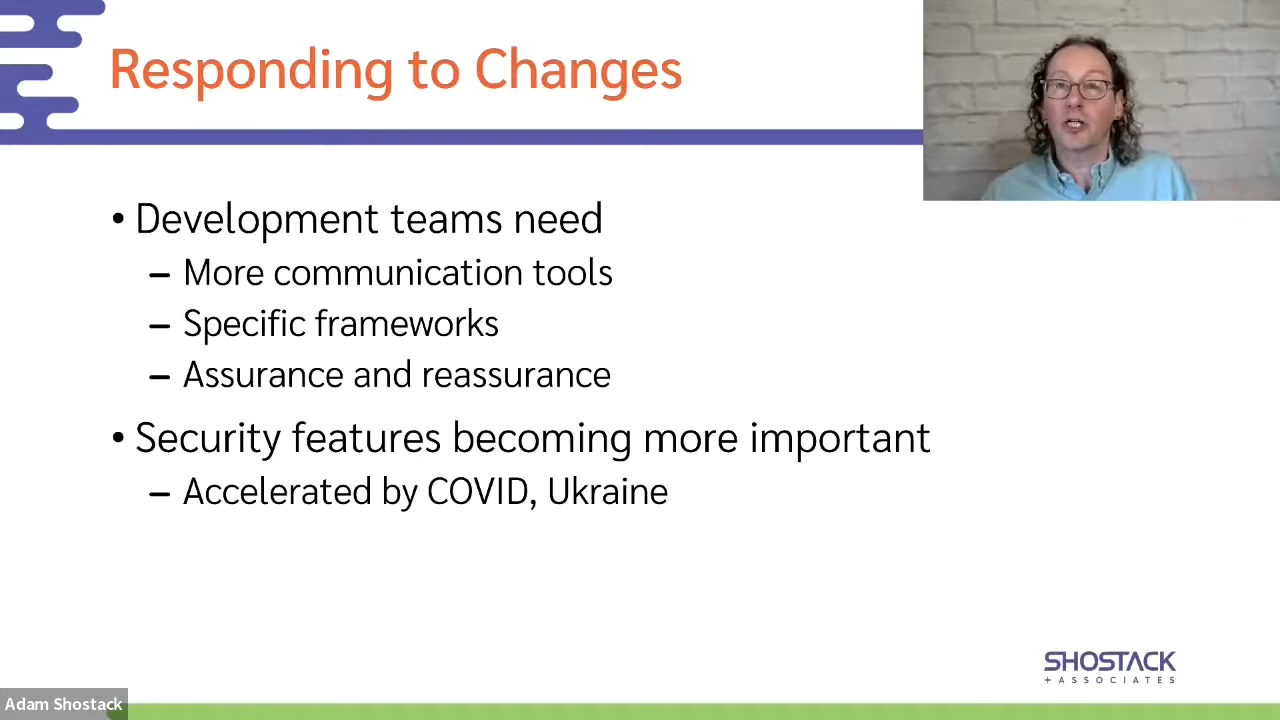 Responding to Changes
• Development teams need
– More communication tools
– Specific frameworks
– Assurance and reassurance
• Security features becoming more important
– Accelerated by COVID, Ukraine
SHOSTACK
+ ASSOCIATES
Adam Shostack